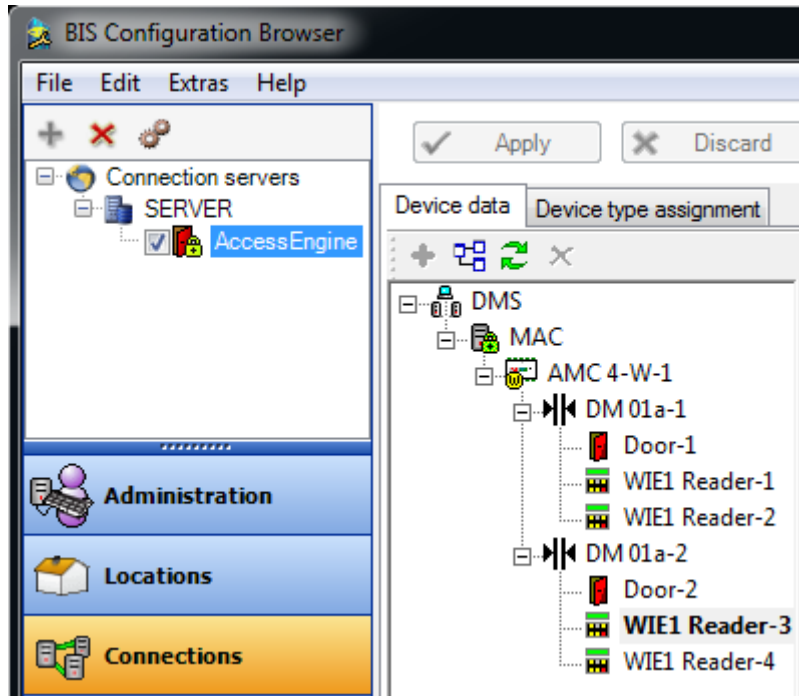 BIS Configuration Browser
File Edit Extras Help
Connection servers
SERVER
AccessEngine
Administration
Locations
Connections
Apply Discard
Device data Device type assignment
DMS
MAC
AMC 4-W-1
DM 01a-1
Door-1
WIE1 Reader-1
WIE1 Reader-2
DM 01a-2
Door-2
WIE1 Reader-3
WIE1 Reader-4